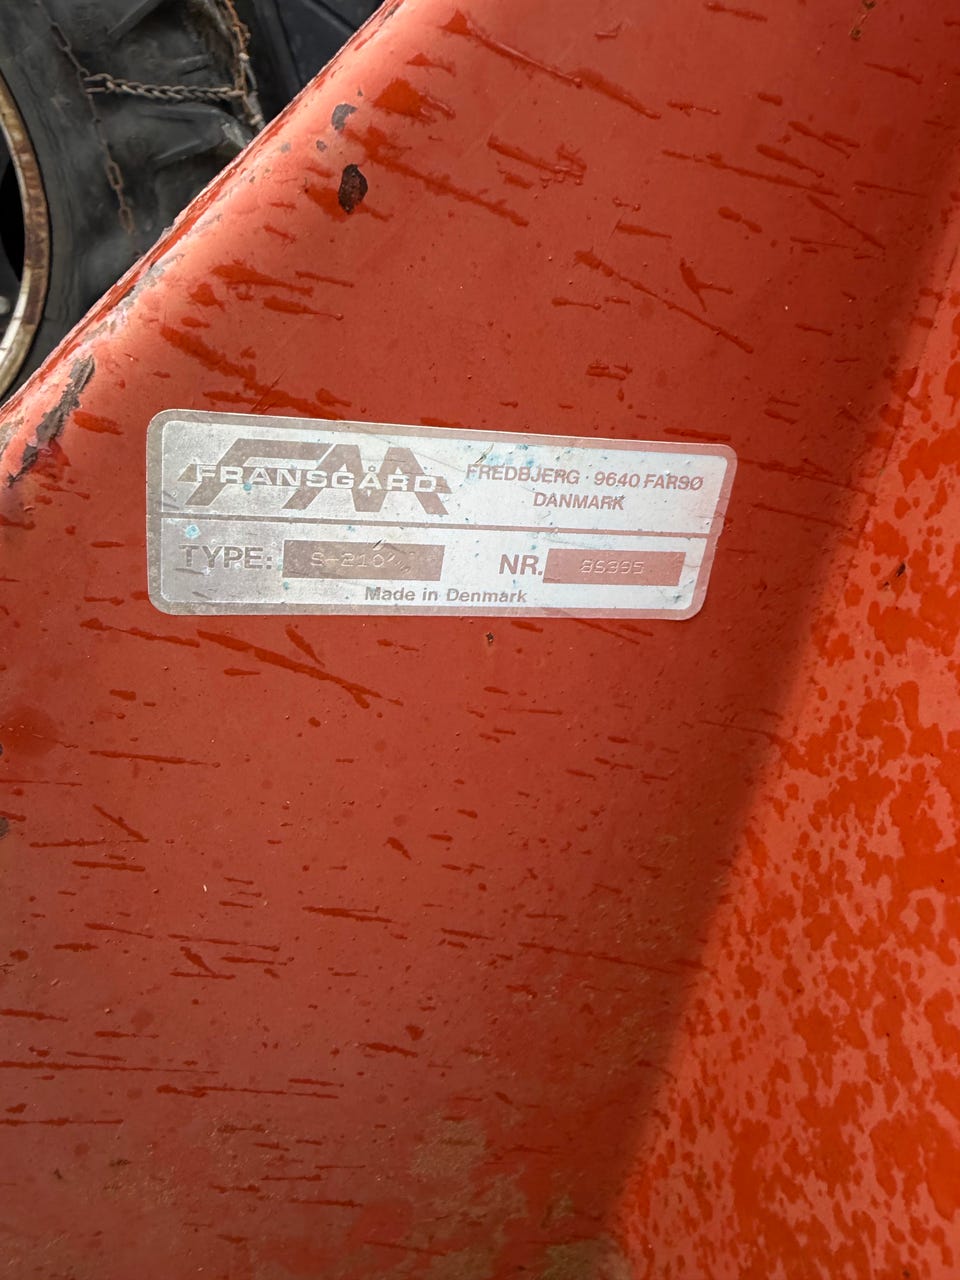 FRANSGÅRD
FREDBJERG · 9640 FARSØ
DANMARK
TYPE: S-210
NR. 85395
Made in Denmark